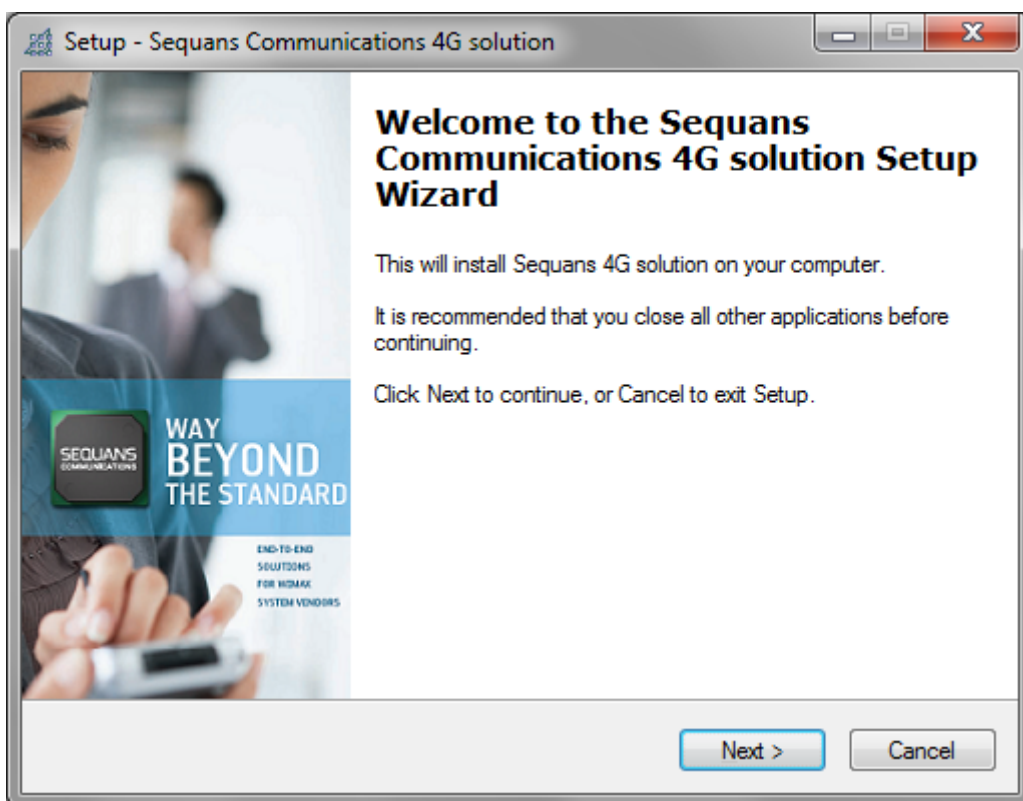 Setup - Sequans Communications 4G solution
Welcome to the Sequans
Communications 4G solution Setup
Wizard
This will install Sequans 4G solution on your computer.
It is recommended that you close all other applications before
continuing.
Click Next to continue, or Cancel to exit Setup.
SEQUANS
COMMUNICATIONS
WAY
BEYOND
THE STANDARD
END-TO-END
SOLUTIONS
FOR WIMAX
SYSTEM VENDORS
Next >
Cancel